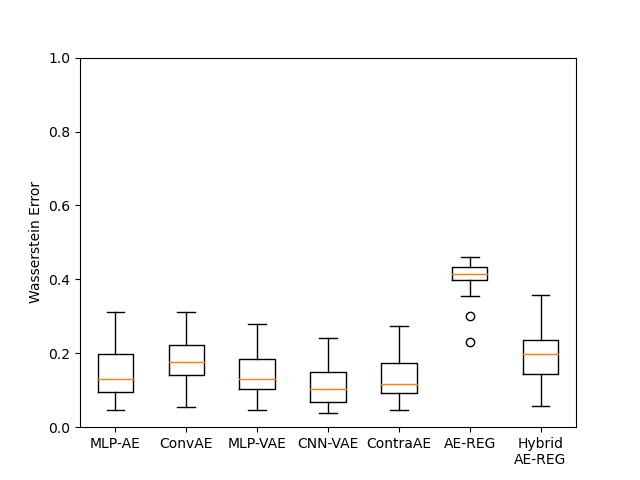 1.0
0.8
0.6
0.4
0.2
0.0
Wasserstein Error
MLP-AE ConvAE MLP-VAE CNN-VAE ContraAE AE-REG Hybrid
AE-REG